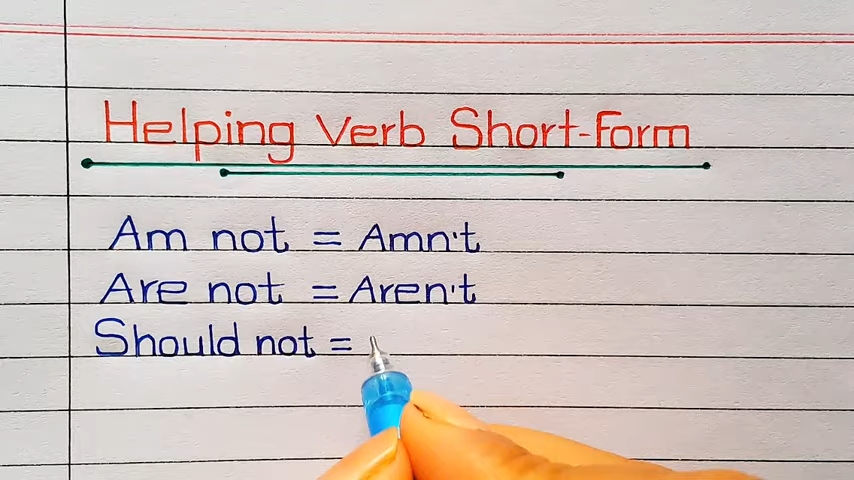 Helping Verb Short-Form
Am not = Amn't
Are not = Aren't
Should not =